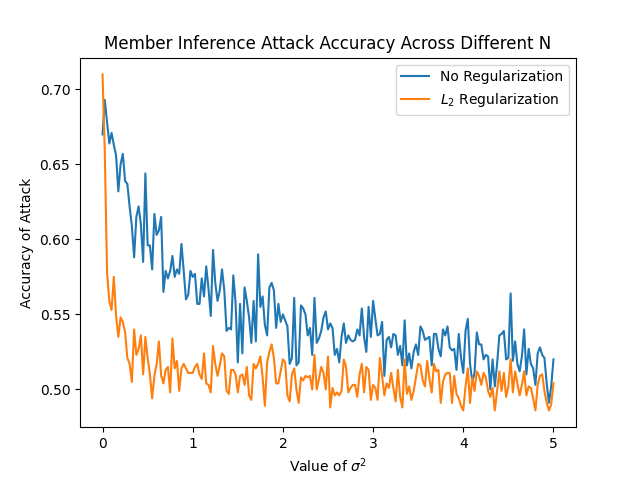 Member Inference Attack Accuracy Across Different N
No Regularization
L₂ Regularization
Accuracy of Attack
0.70
0.65
0.60
0.55
0.50
0 1 2 3 4 5
Value of σ²